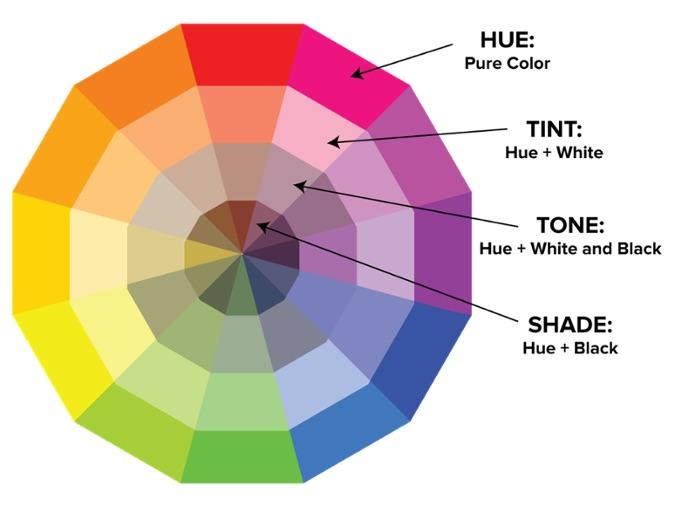 HUE:
Pure Color
TINT:
Hue + White
TONE:
Hue + White and Black
SHADE:
Hue + Black